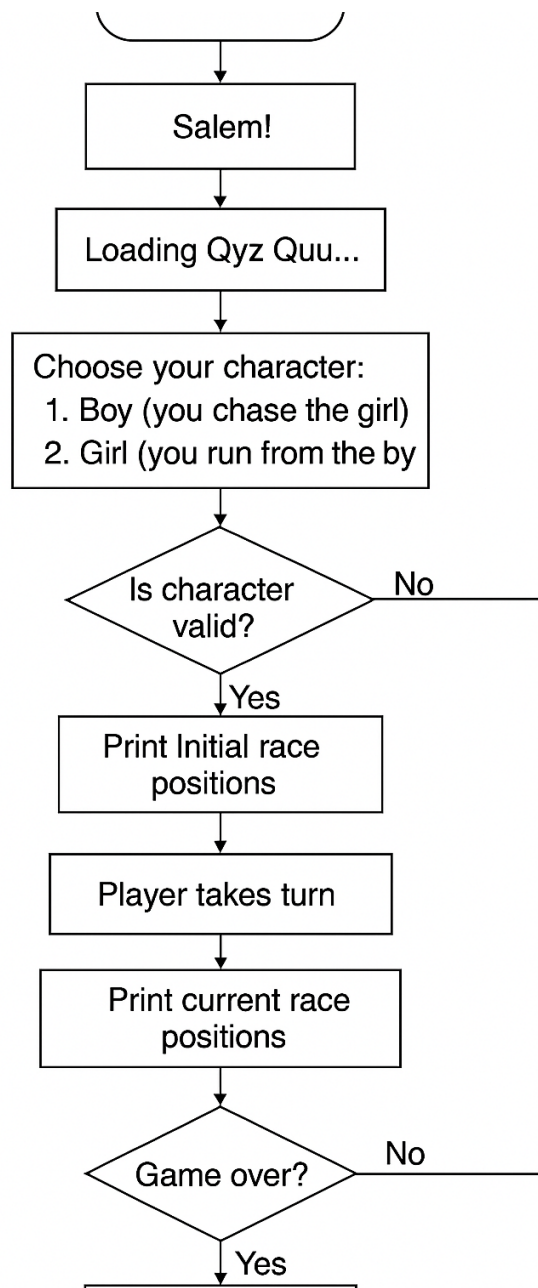 Salem!
Loading Qyz Quu...
Choose your character:
1. Boy (you chase the girl)
2. Girl (you run from the by
Is character
valid?
No
Yes
Print Initial race
positions
Player takes turn
Print current race
positions
Game over?
No
Yes